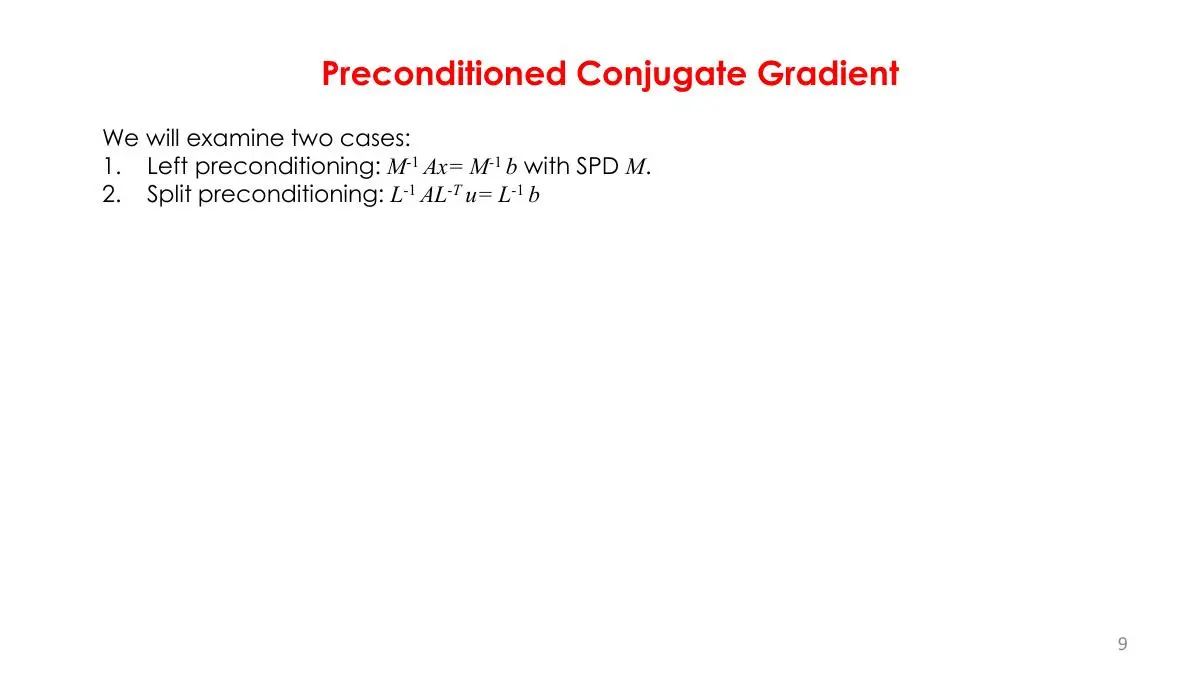 Preconditioned Conjugate Gradient
We will examine two cases:
1. Left preconditioning: M⁻¹ Ax= M⁻¹ b with SPD M.
2. Split preconditioning: L⁻¹ AL⁻ᵀ u= L⁻¹ b
9